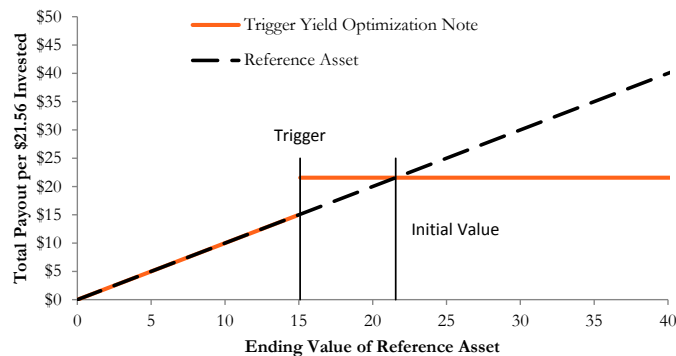 $50
$45
$40
$35
$30
$25
$20
$15
$10
$5
$0
Total Payout per $21.56 Invested
Trigger Yield Optimization Note
Reference Asset
Trigger
Initial Value
0 5 10 15 20 25 30 35 40
Ending Value of Reference Asset